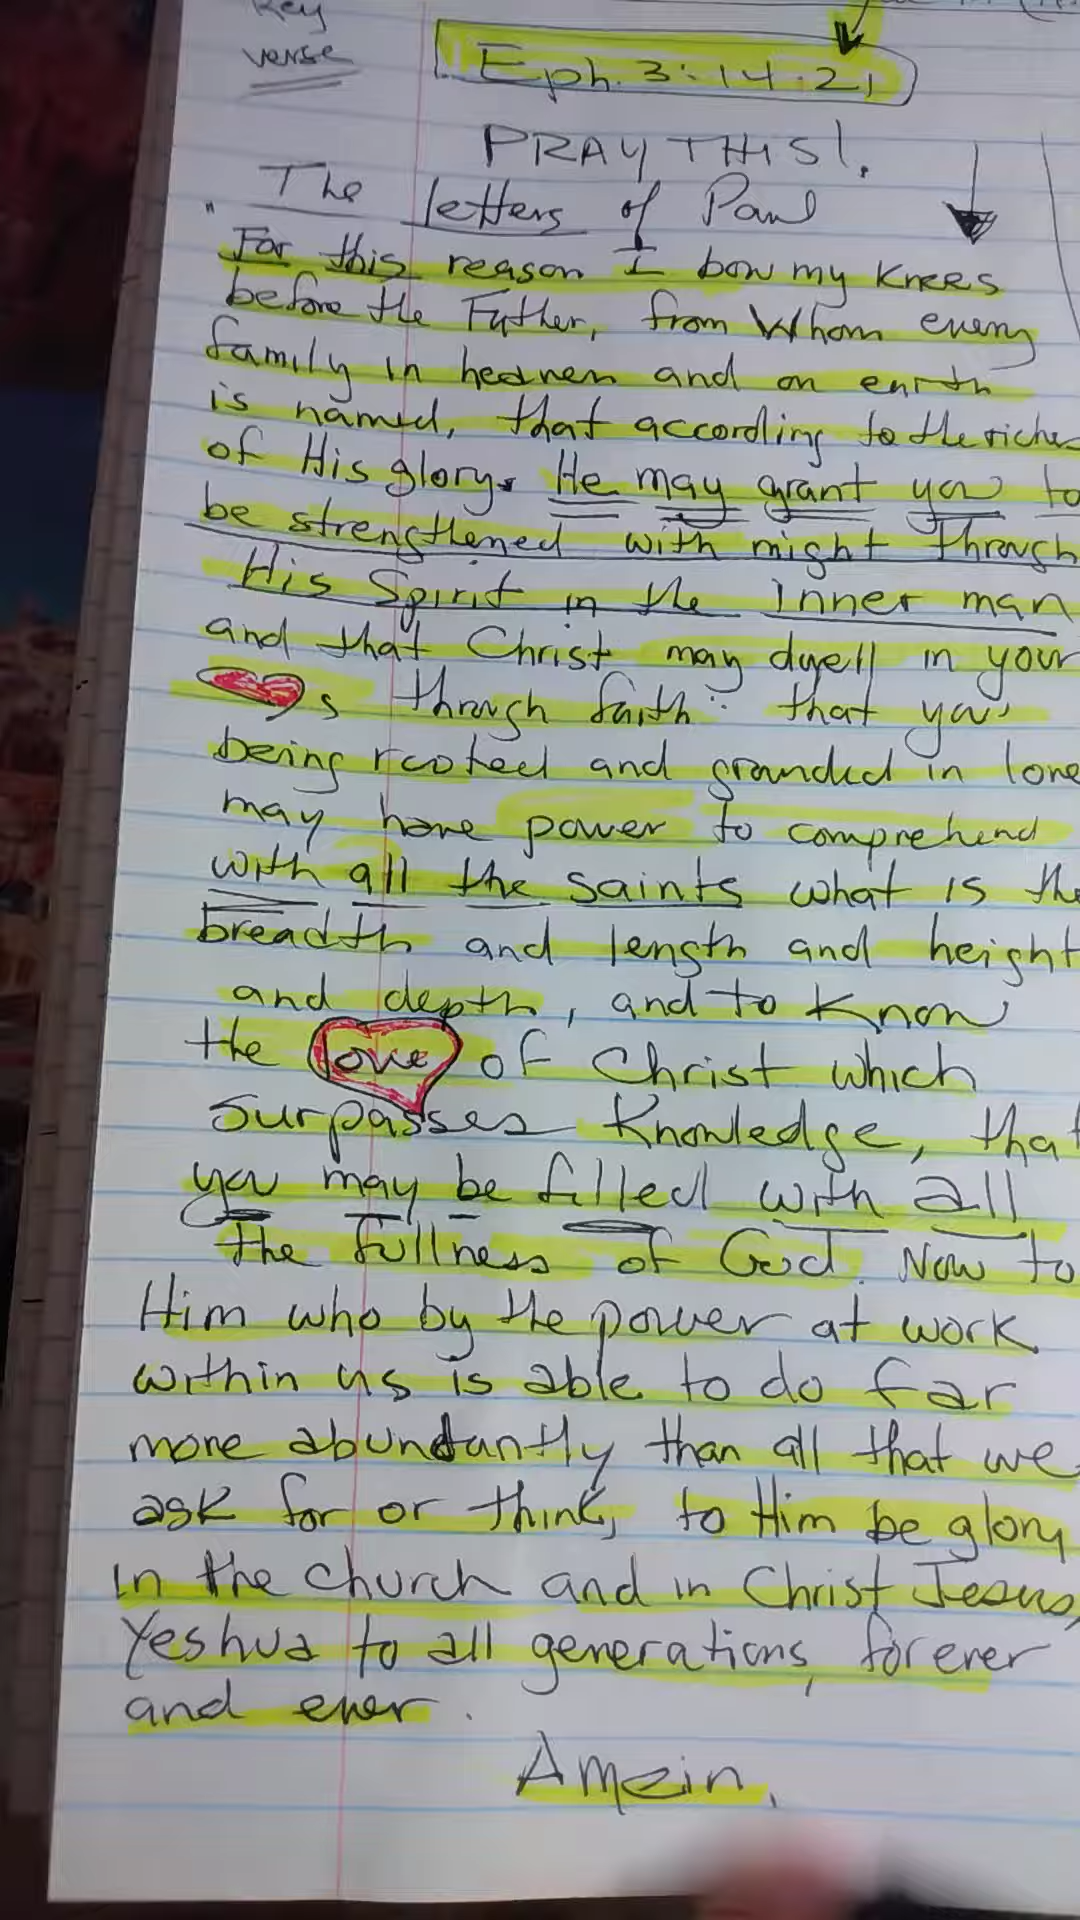 Key
verse
Eph. 3:14-21
PRAY THIS!.
The letters of Paul
"For this reason I bow my knees
before the Father, from Whom every
family in heaven and on earth
is named, that according to the riches
of His glory. He may grant you to
be strengthened with might through
His Spirit in the Inner man
and that Christ may dwell in your
s through faith: that you
being rooted and grounded in love
may have power to comprehend
with all the saints what is the
breadth and length and height
and depth, and to Know
the love of Christ which
surpasses Knowledge, that
you may be filled with all
the fullness of God. Now to
Him who by the power at work
within us is able to do far
more abundantly than all that we
ask for or think, to Him be glory
in the church and in Christ Jesus,
Yeshua to all generations, forever
and ever.
Amein.